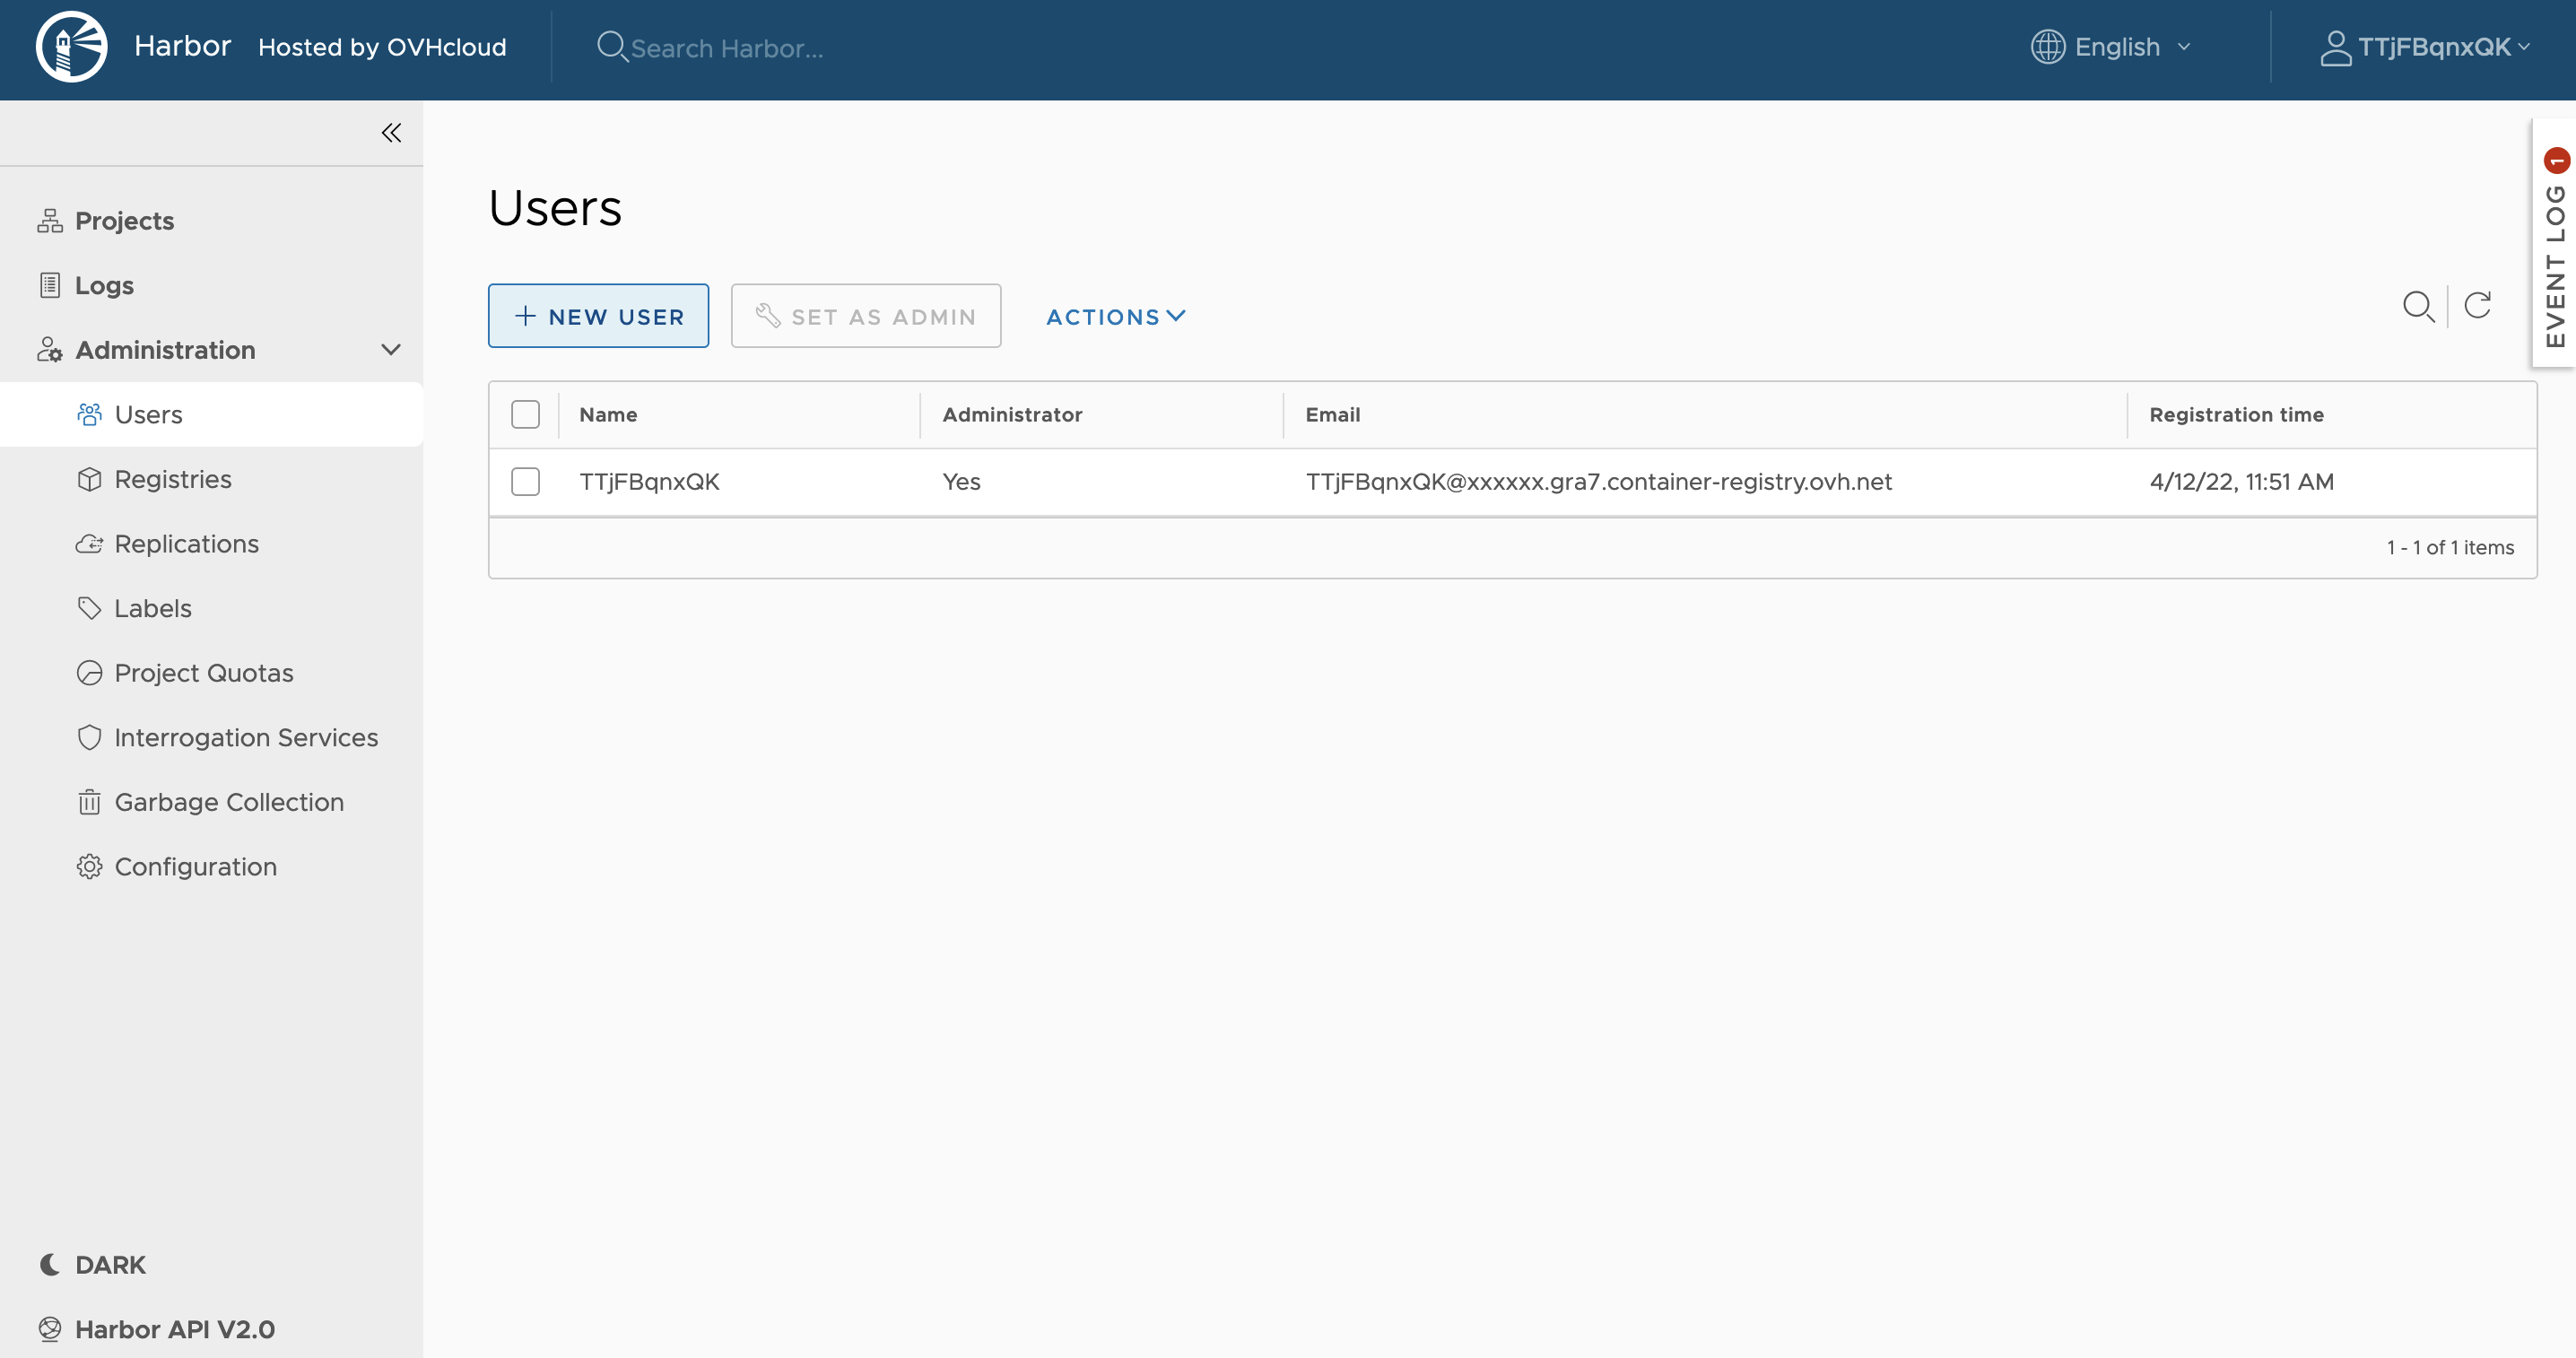 Harbor
Hosted by OVHcloud
Search Harbor...
English
TTjFBqnxQK
EVENT LOG 1
Projects
Logs
Administration
Users
Registries
Replications
Labels
Project Quotas
Interrogation Services
Garbage Collection
Configuration
DARK
Harbor API V2.0
Users
NEW USER
SET AS ADMIN
ACTIONS
Name Administrator Email Registration time
TTjFBqnxQK Yes TTjFBqnxQK@xxxxxx.gra7.container-registry.ovh.net 4/12/22, 11:51 AM
1 - 1 of 1 items